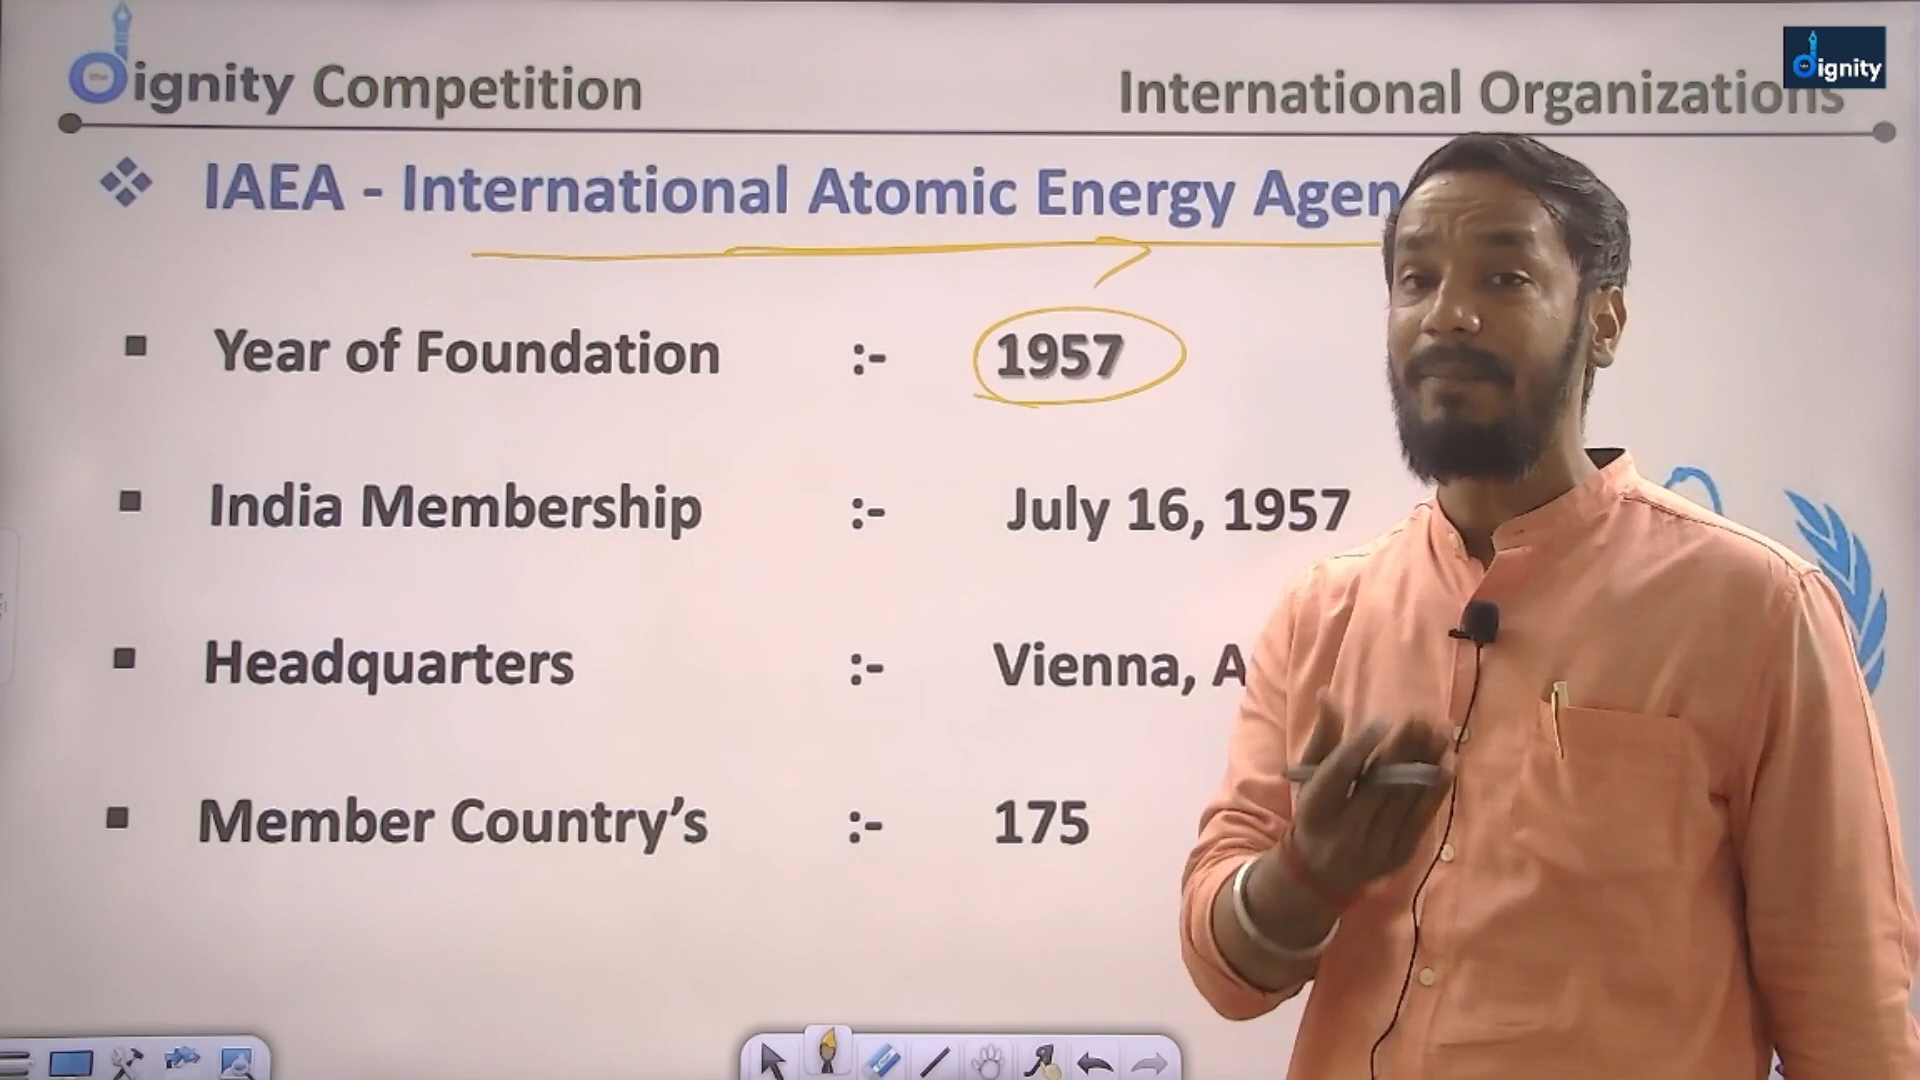 dignity Competition
International Organizations
dignity
IAEA - International Atomic Energy Agen
Year of Foundation :- 1957
India Membership :- July 16, 1957
Headquarters :- Vienna, A
Member Country's :- 175